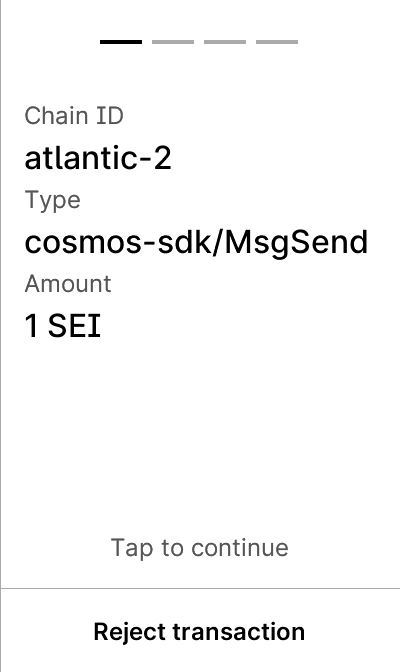 Chain ID
atlantic-2
Type
cosmos-sdk/MsgSend
Amount
1 SEI
Tap to continue
Reject transaction